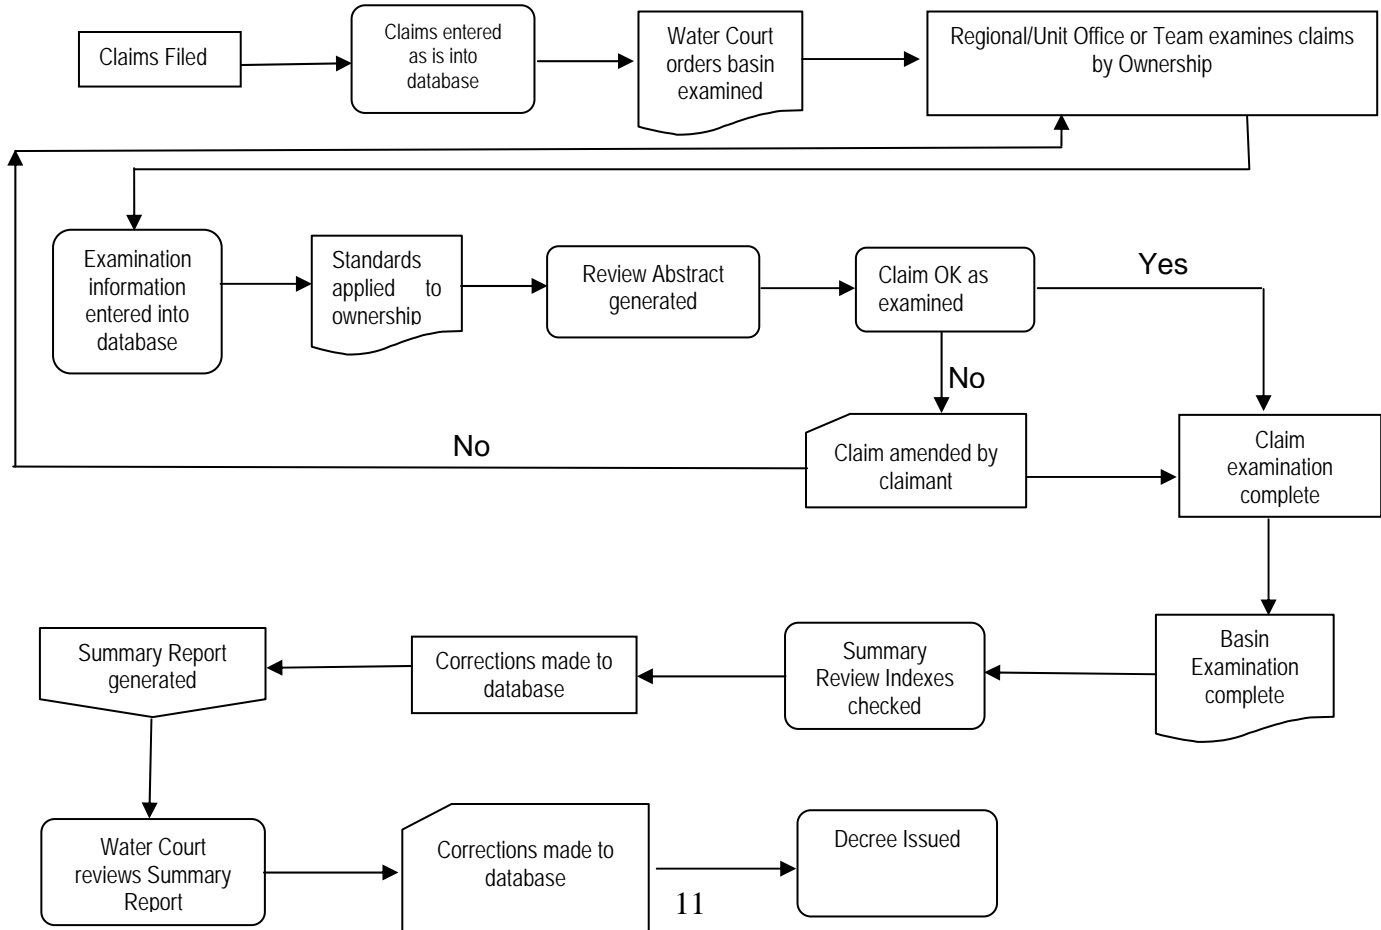 Claims Filed
Claims entered
as is into
database
Water Court
orders basin
examined
Regional/Unit Office or Team examines claims
by Ownership
Examination
information
entered into
database
Standards
applied to
ownership
Review Abstract
generated
Claim OK as
examined
Yes
No
No
Claim amended by
claimant
Claim
examination
complete
Summary Report
generated
Corrections made to
database
Summary
Review Indexes
checked
Basin
Examination
complete
Water Court
reviews Summary
Report
Corrections made to
database
Decree Issued
11